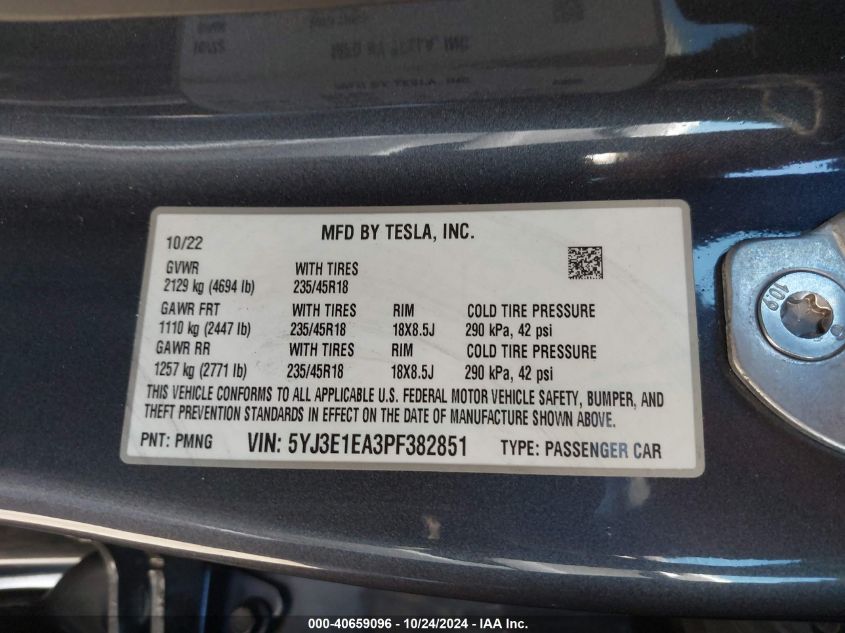 MFD BY TESLA, INC.
10/22
GVWR WITH TIRES
2129 kg (4694 lb) 235/45R18
GAWR FRT WITH TIRES RIM COLD TIRE PRESSURE
1110 kg (2447 lb) 235/45R18 18X8.5J 290 kPa, 42 psi
GAWR RR WITH TIRES RIM COLD TIRE PRESSURE
1257 kg (2771 lb) 235/45R18 18X8.5J 290 kPa, 42 psi
THIS VEHICLE CONFORMS TO ALL APPLICABLE U.S. FEDERAL MOTOR VEHICLE SAFETY, BUMPER, AND
THEFT PREVENTION STANDARDS IN EFFECT ON THE DATE OF MANUFACTURE SHOWN ABOVE.
PNT: PMNG VIN: 5YJ3E1EA3PF382851 TYPE: PASSENGER CAR
10.9
000-40659096 - 10/24/2024 - IAA Inc.